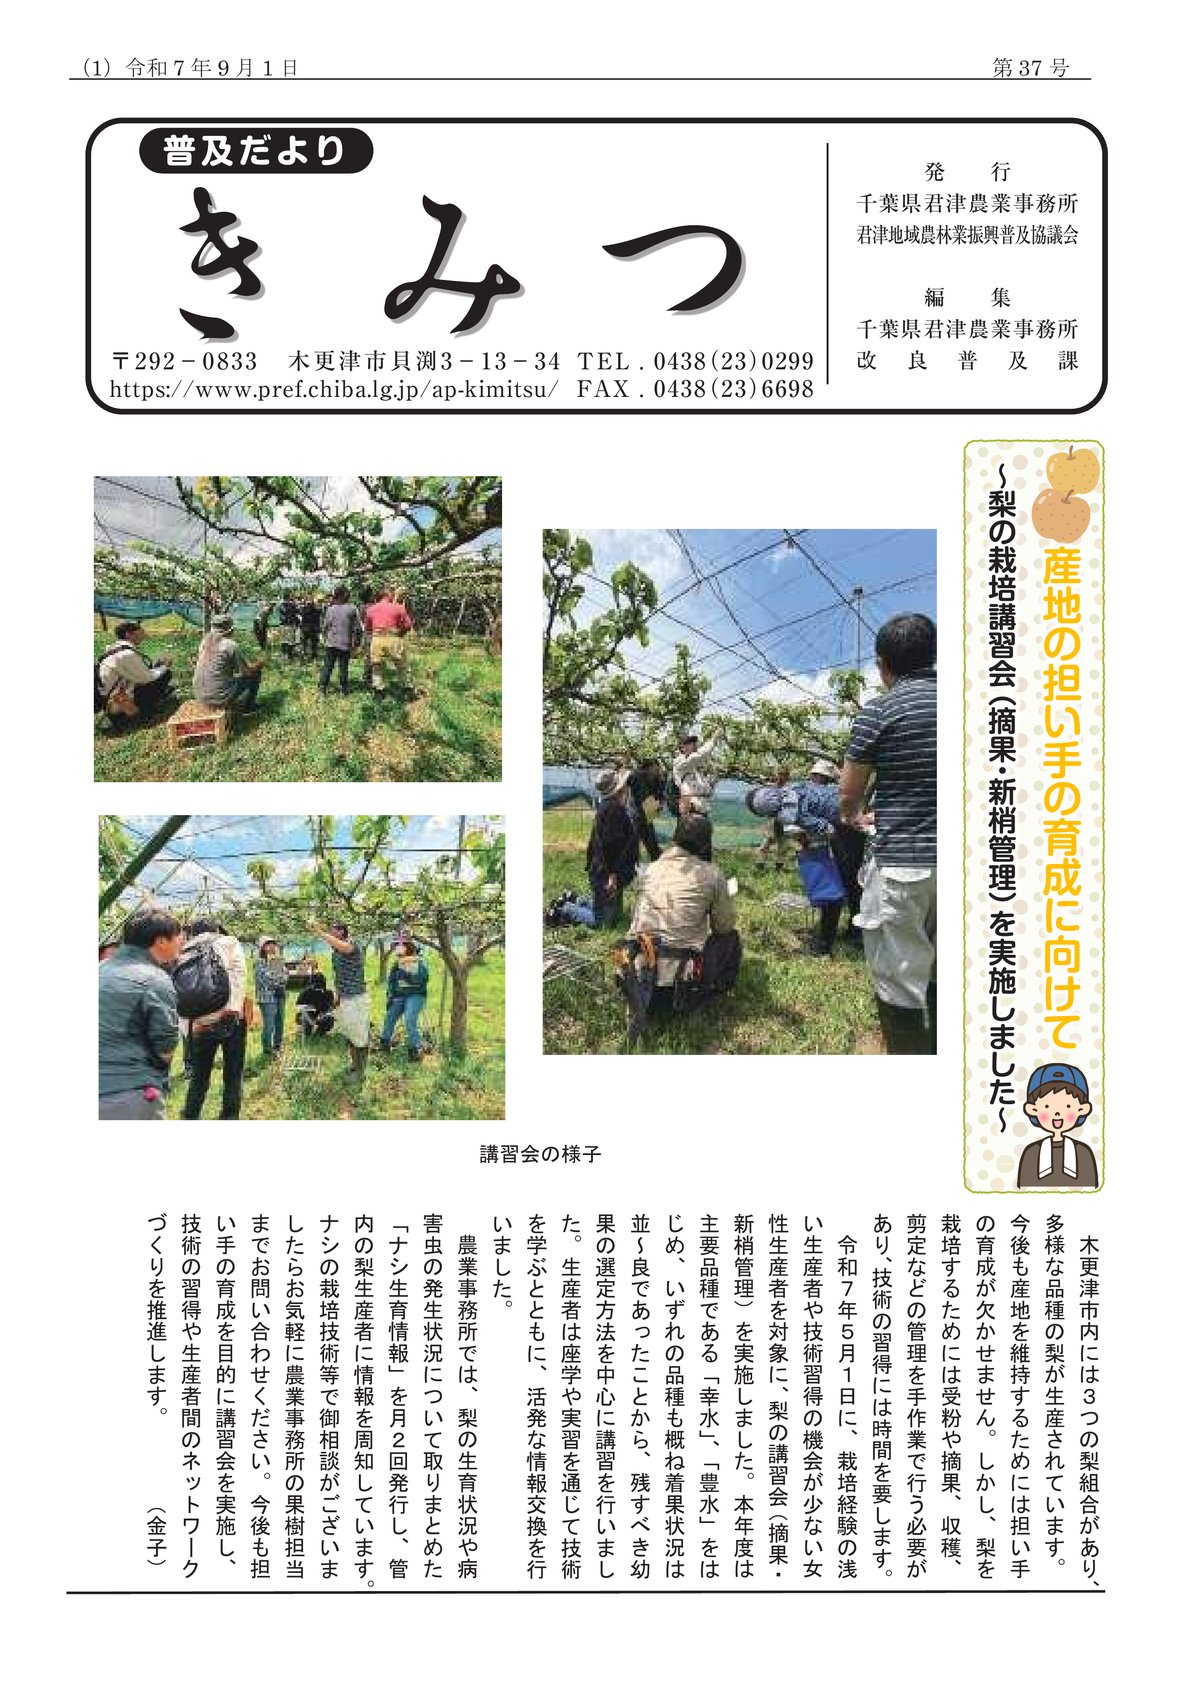 (1) 令和７年９月１日
第37号
普及だより
きみつ
〒292－0833　木更津市貝渕3－13－34　TEL．0438(23)0299
https://www.pref.chiba.lg.jp/ap-kimitsu/　FAX．0438(23)6698
発　行
千葉県君津農業事務所
君津地域農林業振興普及協議会
編　集
千葉県君津農業事務所
改良普及課
産地の担い手の育成に向けて
～梨の栽培講習会（摘果・新梢管理）を実施しました～
講習会の様子
　木更津市内には３つの梨組合があり、
多様な品種の梨が生産されています。
今後も産地を維持するためには担い手
の育成が欠かせません。しかし、梨を
栽培するためには受粉や摘果、収穫、
剪定などの管理を手作業で行う必要が
あり、技術の習得には時間を要します。
　令和７年５月１日に、栽培経験の浅
い生産者や技術習得の機会が少ない女
性生産者を対象に、梨の講習会（摘果・
新梢管理）を実施しました。本年度は
主要品種である「幸水」、「豊水」をは
じめ、いずれの品種も概ね着果状況は
並～良であったことから、残すべき幼
果の選定方法を中心に講習を行いまし
た。生産者は座学や実習を通じて技術
を学ぶとともに、活発な情報交換を行
いました。
　農業事務所では、梨の生育状況や病
害虫の発生状況について取りまとめた
「ナシ生育情報」を月２回発行し、管
内の梨生産者に情報を周知しています。
ナシの栽培技術等で御相談がございま
したらお気軽に農業事務所の果樹担当
までお問い合わせください。今後も担
い手の育成を目的に講習会を実施し、
技術の習得や生産者間のネットワーク
づくりを推進します。　　　　（金子）